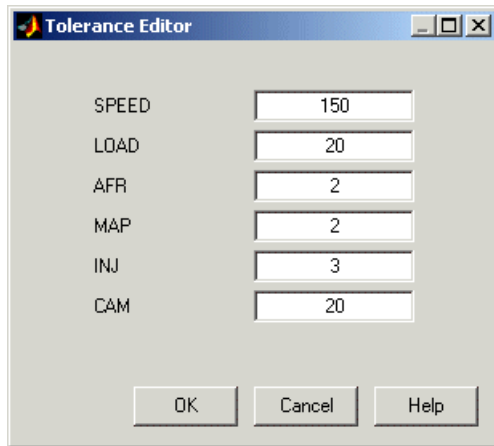 Tolerance Editor
SPEED 150
LOAD 20
AFR 2
MAP 2
INJ 3
CAM 20
OK Cancel Help